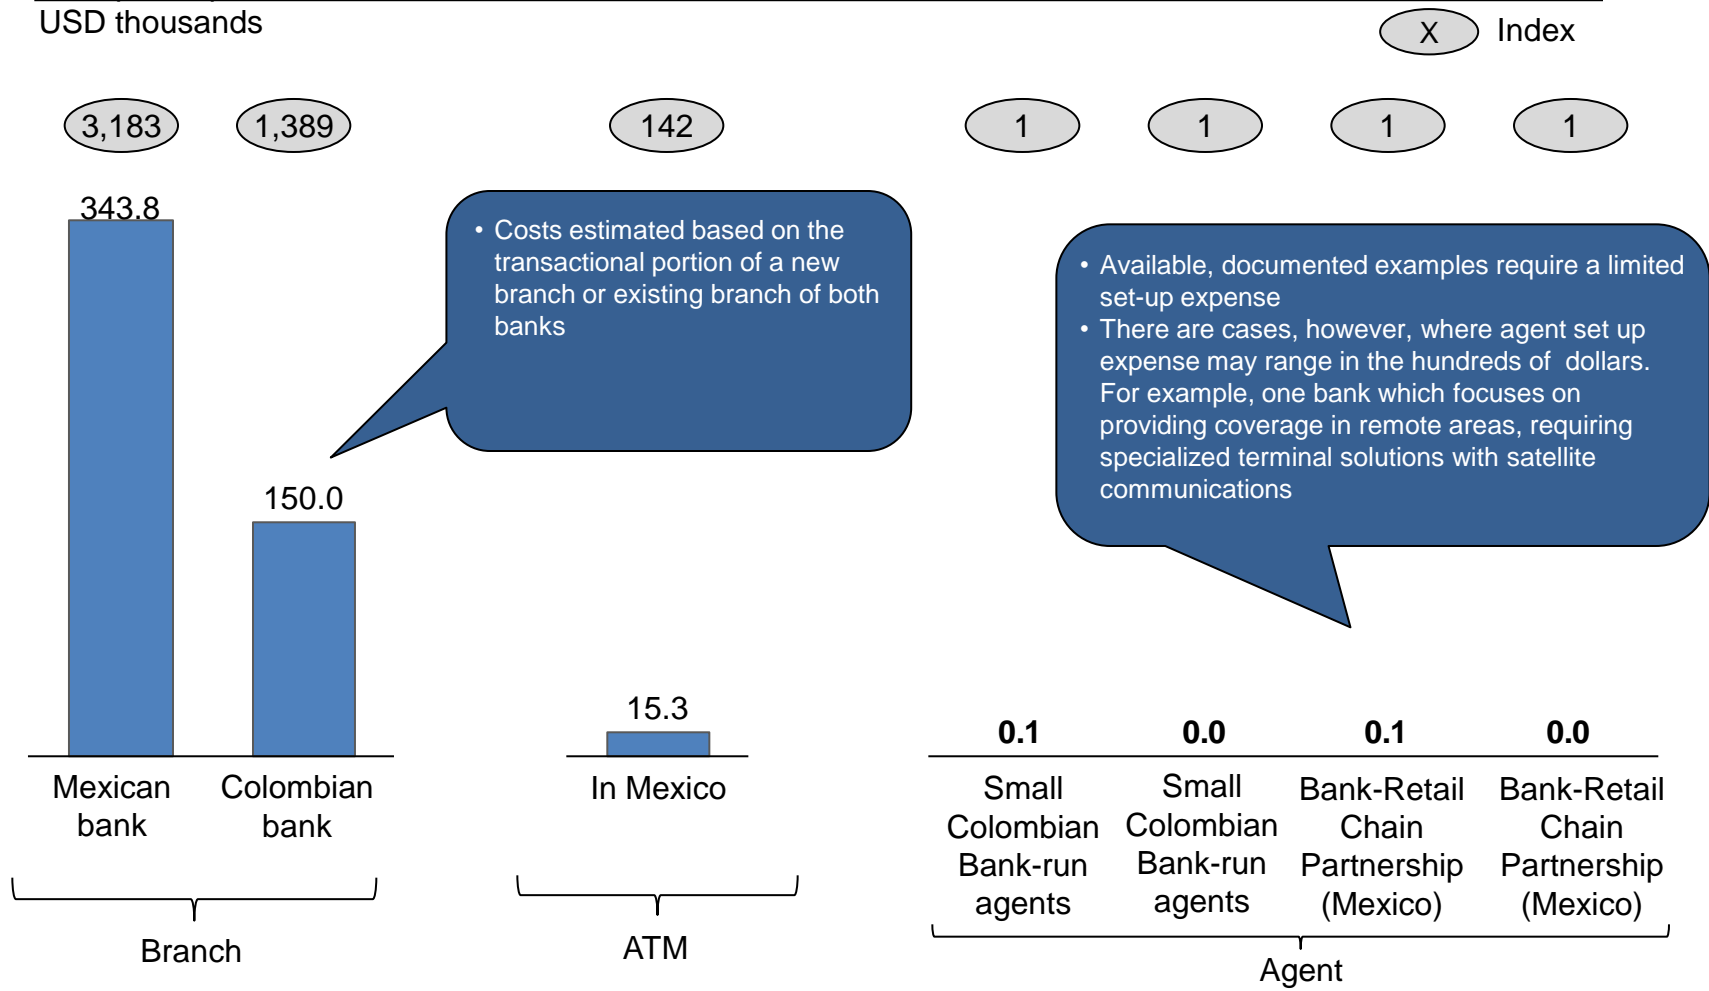 USD thousands
X Index
3,183 1,389 142 1 1 1 1
343.8
• Costs estimated based on the
transactional portion of a new
branch or existing branch of both
banks
• Available, documented examples require a limited
set-up expense
• There are cases, however, where agent set up
expense may range in the hundreds of dollars.
For example, one bank which focuses on
providing coverage in remote areas, requiring
specialized terminal solutions with satellite
communications
150.0
15.3
0.1 0.0 0.1 0.0
Mexican
bank
Colombian
bank
In Mexico
Small
Colombian
Bank-run
agents
Small
Colombian
Bank-run
agents
Bank-Retail
Chain
Partnership
(Mexico)
Bank-Retail
Chain
Partnership
(Mexico)
Branch
ATM
Agent